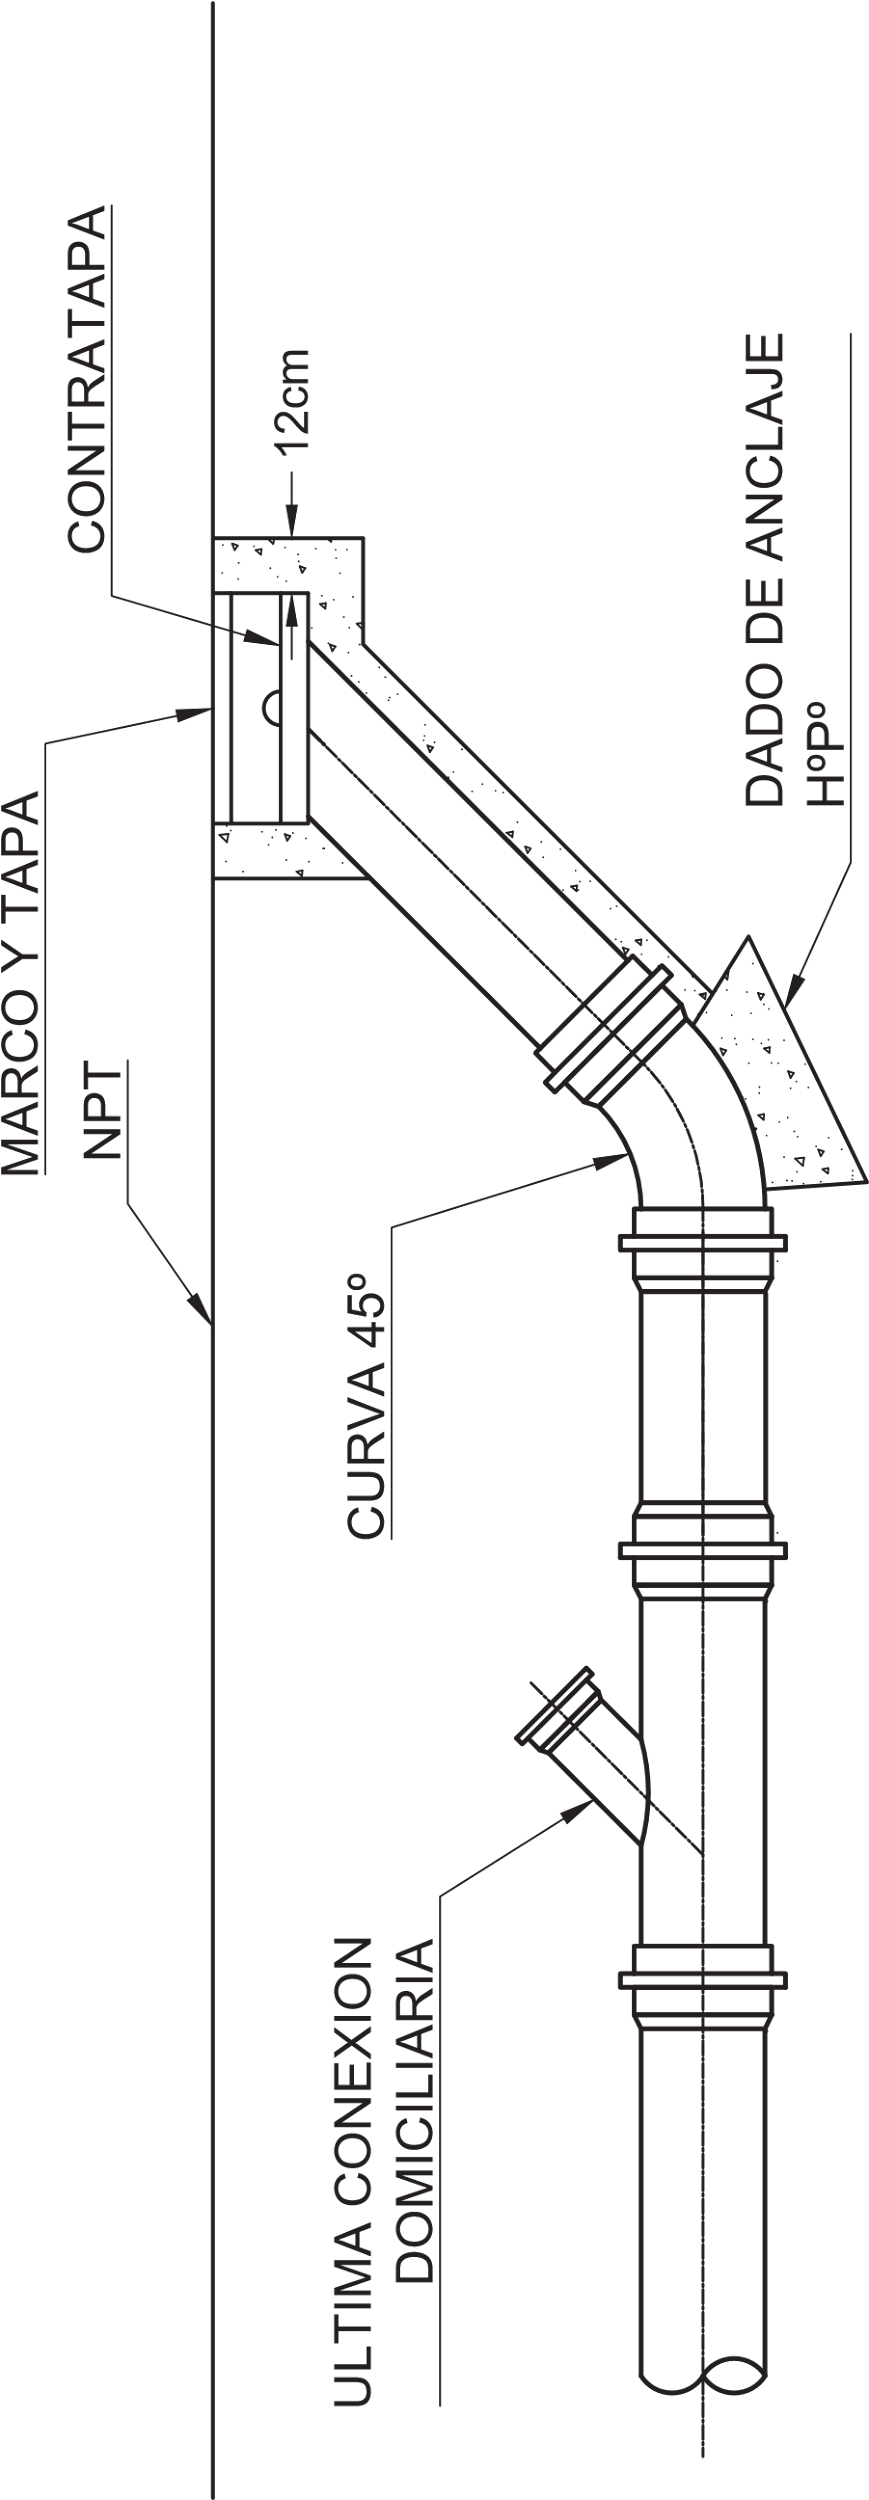 MARCO Y TAPA
CONTRATAPA
NPT
12cm
CURVA 45º
ULTIMA CONEXION
DOMICILIARIA
DADO DE ANCLAJE
HºPº